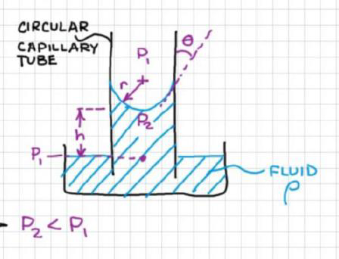 CIRCULAR
CAPILLARY
TUBE
θ
P₁
r
P₂
h
P₁
FLUID
ρ
P₂ < P₁